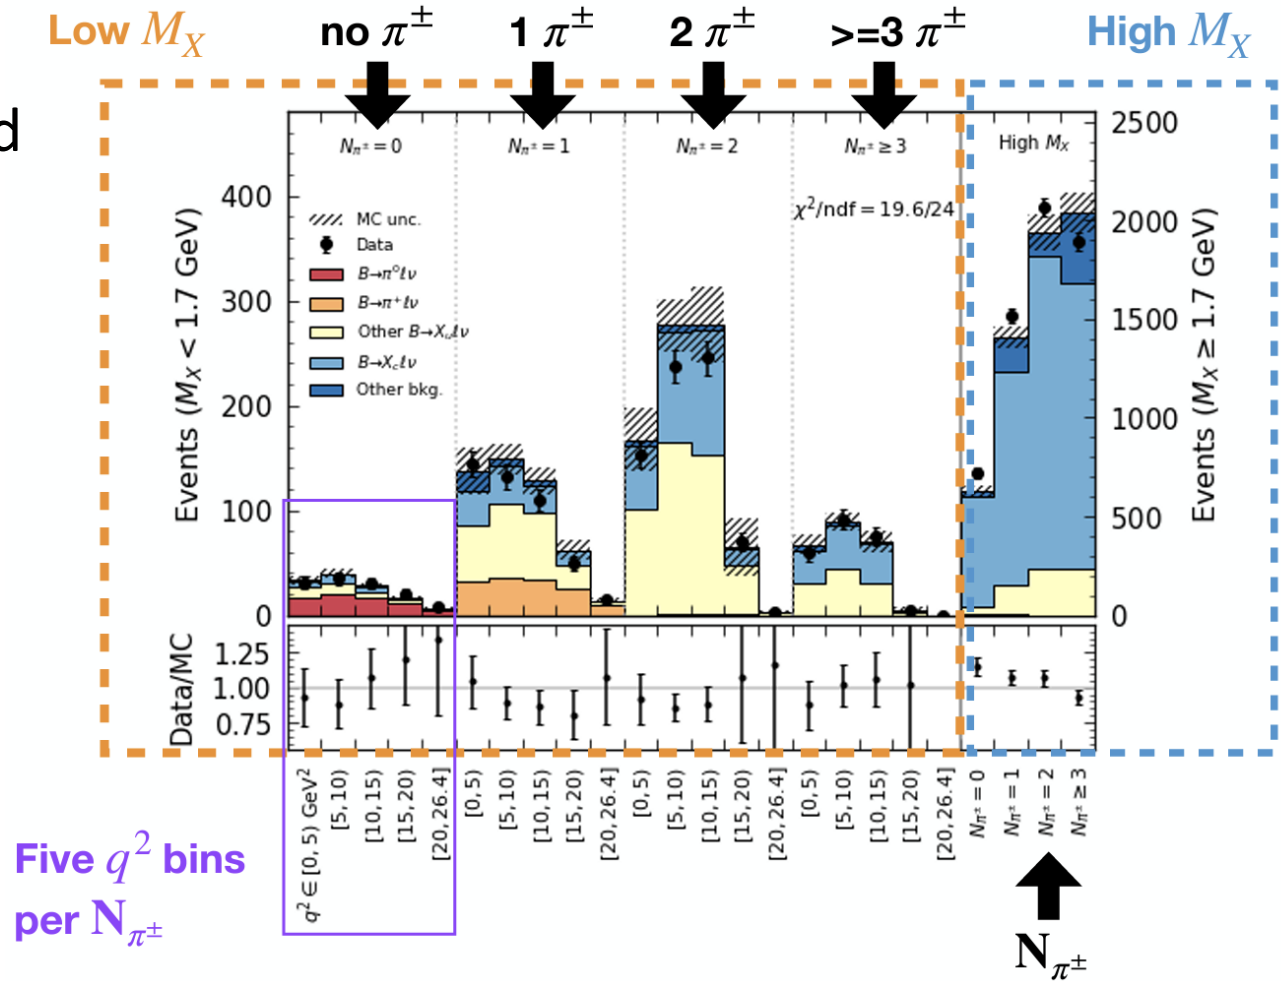 Low M_X
no π±
1 π±
2 π±
>=3 π±
High M_X
d
N_π± = 0
N_π± = 1
N_π± = 2
N_π± ≥ 3
High M_X
χ²/ndf = 19.6/24
MC unc.
Data
B→π⁰ℓν
B→π⁺ℓν
Other B→X_uℓν
B→X_cℓν
Other bkg.
Events (M_X < 1.7 GeV)
400
300
200
100
0
2500
2000
1500
1000
500
0
Events (M_X ≥ 1.7 GeV)
Data/MC
1.25
1.00
0.75
q² ∈ [0, 5) GeV²
[5, 10)
[10, 15)
[15, 20)
[20, 26.4]
[0, 5)
[5, 10)
[10, 15)
[15, 20)
[20, 26.4]
[0, 5)
[5, 10)
[10, 15)
[15, 20)
[20, 26.4]
[0, 5)
[5, 10)
[10, 15)
[15, 20)
[20, 26.4]
N_π± = 0
N_π± = 1
N_π± = 2
N_π± ≥ 3
Five q² bins
per N_π±
N_π±